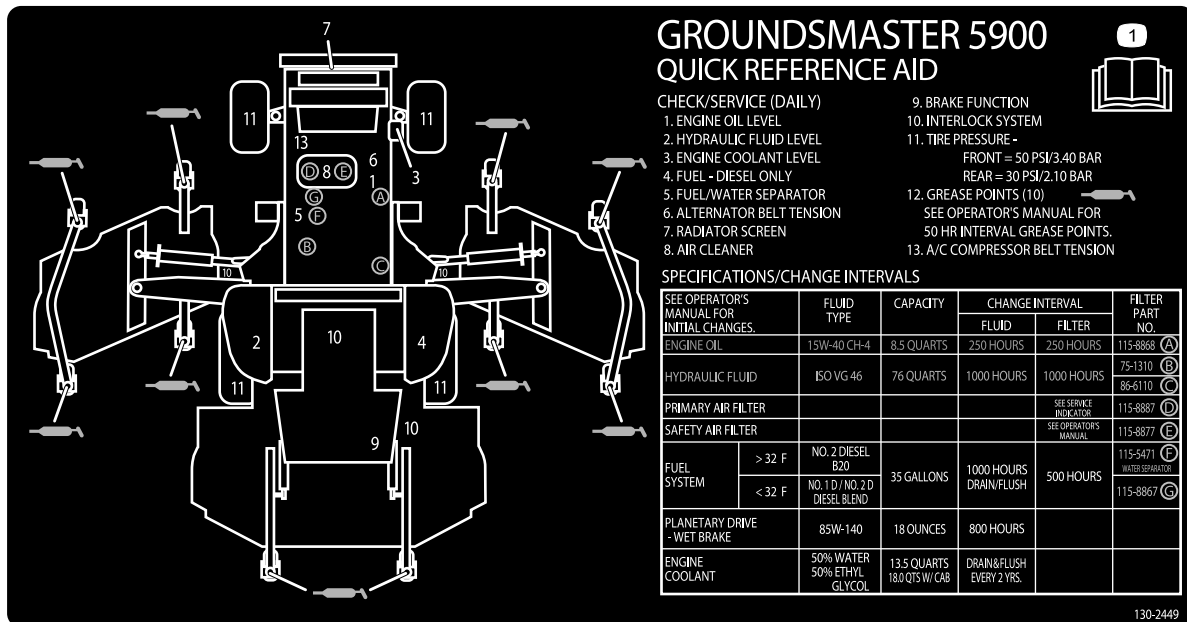 7
11
11
13
D 8 E
6
1
3
G
A
5 F
B
C
10
10
2
10
4
11
11
10
9
GROUNDSMASTER 5900
QUICK REFERENCE AID
1
CHECK/SERVICE (DAILY)
1. ENGINE OIL LEVEL
2. HYDRAULIC FLUID LEVEL
3. ENGINE COOLANT LEVEL
4. FUEL - DIESEL ONLY
5. FUEL/WATER SEPARATOR
6. ALTERNATOR BELT TENSION
7. RADIATOR SCREEN
8. AIR CLEANER
9. BRAKE FUNCTION
10. INTERLOCK SYSTEM
11. TIRE PRESSURE -
FRONT = 50 PSI/3.40 BAR
REAR = 30 PSI/2.10 BAR
12. GREASE POINTS (10)
SEE OPERATOR'S MANUAL FOR
50 HR INTERVAL GREASE POINTS.
13. A/C COMPRESSOR BELT TENSION
SPECIFICATIONS/CHANGE INTERVALS
SEE OPERATOR'S
MANUAL FOR
INITIAL CHANGES.
FLUID
TYPE
CAPACITY
CHANGE INTERVAL
FLUID
FILTER
FILTER
PART
NO.
ENGINE OIL 15W-40 CH-4 8.5 QUARTS 250 HOURS 250 HOURS 115-8868 A
HYDRAULIC FLUID ISO VG 46 76 QUARTS 1000 HOURS 1000 HOURS
75-1310 B
86-6110 C
PRIMARY AIR FILTER
SEE SERVICE
INDICATOR
115-8887 D
SAFETY AIR FILTER
SEE OPERATOR'S
MANUAL
115-8877 E
FUEL
SYSTEM
> 32 F
NO. 2 DIESEL
B20
< 32 F
NO. 1 D / NO. 2 D
DIESEL BLEND
35 GALLONS
1000 HOURS
DRAIN/FLUSH
500 HOURS
115-5471 F
WATER SEPARATOR
115-8867 G
PLANETARY DRIVE
- WET BRAKE
85W-140
18 OUNCES
800 HOURS
ENGINE
COOLANT
50% WATER
50% ETHYL
GLYCOL
13.5 QUARTS
18.0 QTS W/ CAB
DRAIN&FLUSH
EVERY 2 YRS.
130-2449